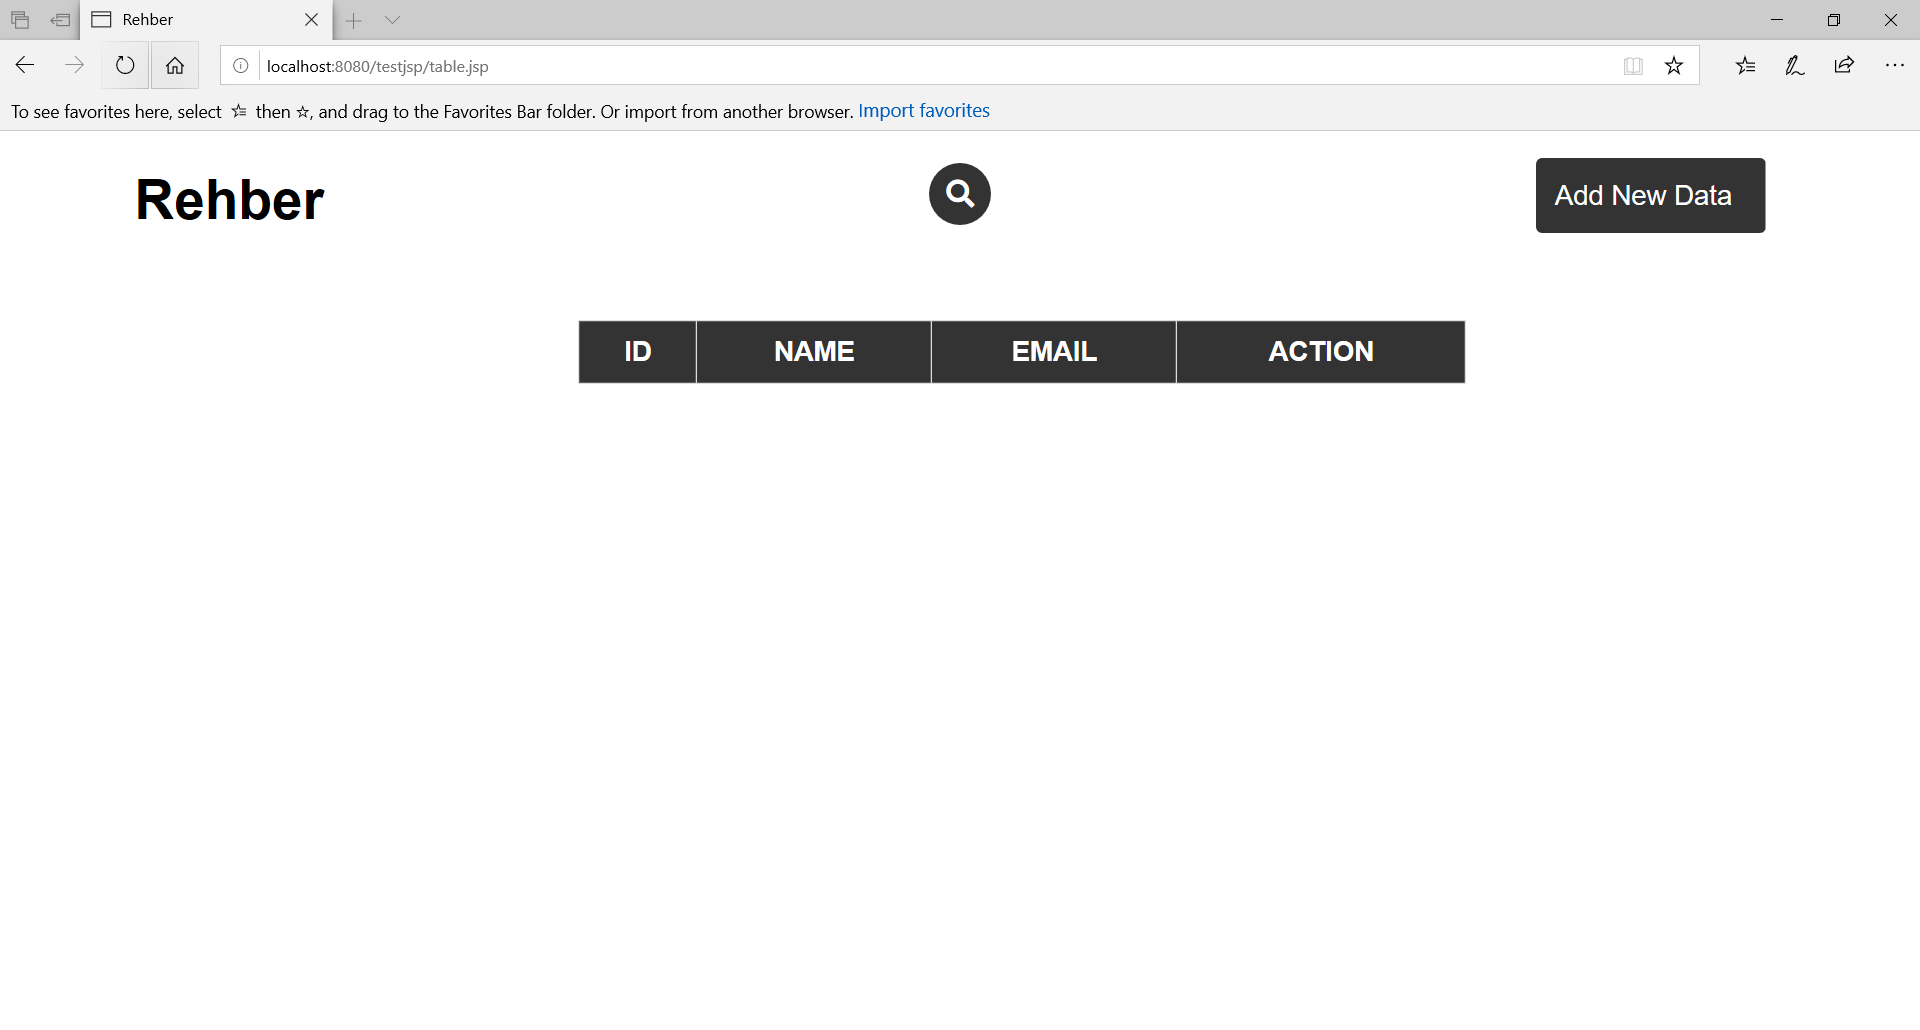 Rehber
localhost:8080/testjsp/table.jsp
To see favorites here, select then , and drag to the Favorites Bar folder. Or import from another browser. Import favorites
Rehber
Add New Data
ID NAME EMAIL ACTION